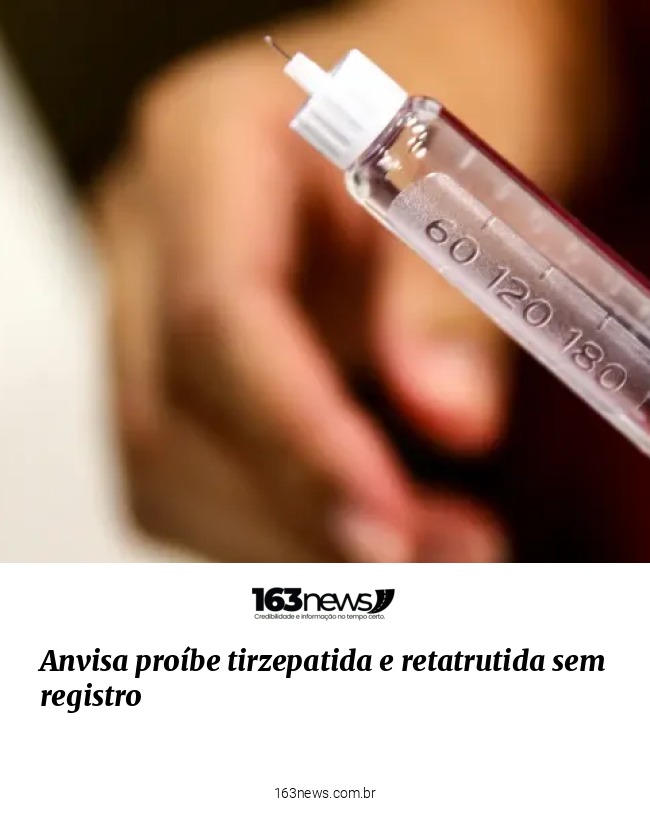 60 120 180
163news
Credibilidade e informação no tempo certo.
Anvisa proíbe tirzepatida e retatrutida sem
registro
163news.com.br